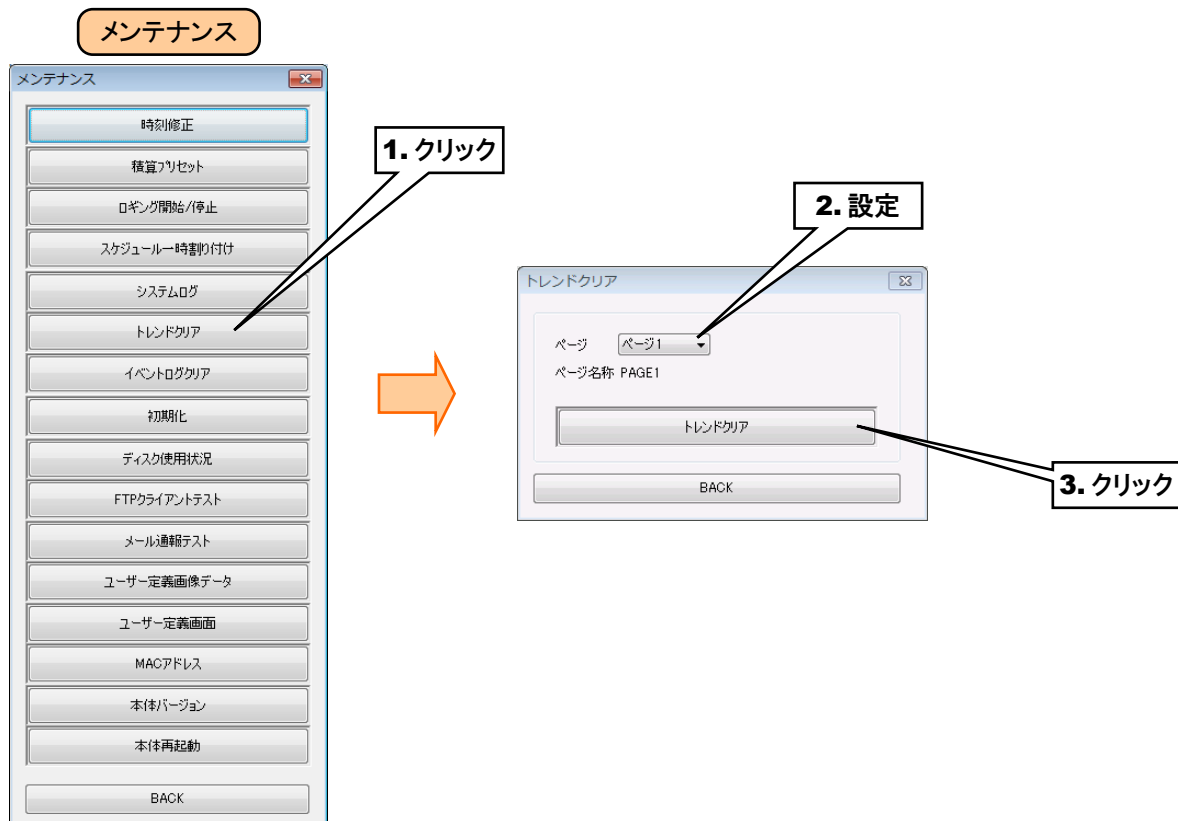 メンテナンス
メンテナンス
時刻修正
積算プリセット
ロギング開始/停止
スケジュール一時割り付け
システムログ
トレンドクリア
イベントログクリア
初期化
ディスク使用状況
FTPクライアントテスト
メール通報テスト
ユーザー定義画像データ
ユーザー定義画面
MACアドレス
本体バージョン
本体再起動
BACK
1. クリック
2. 設定
トレンドクリア
ページ ページ1
ページ名称 PAGE1
トレンドクリア
BACK
3. クリック